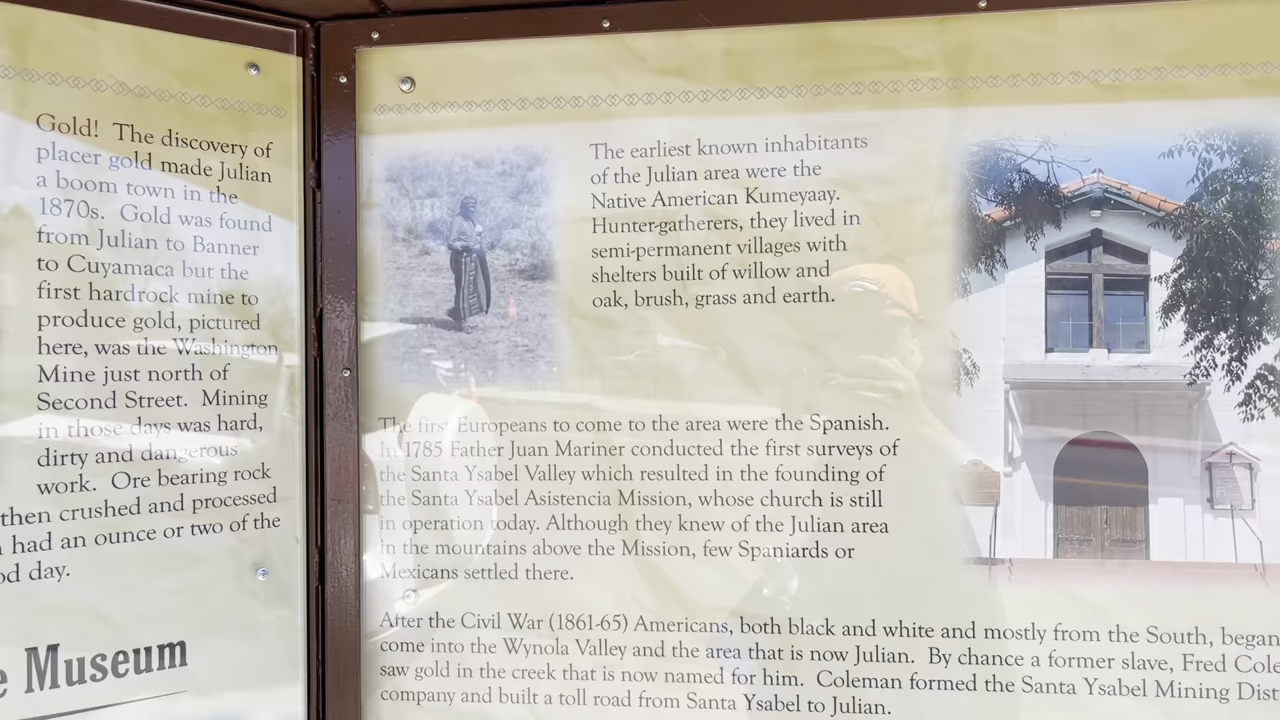 Gold! The discovery of
placer gold made Julian
a boom town in the
1870s. Gold was found
from Julian to Banner
to Cuyamaca but the
first hardrock mine to
produce gold, pictured
here, was the Washington
Mine just north of
Second Street. Mining
in those days was hard,
dirty and dangerous
work. Ore bearing rock
then crushed and processed
had an ounce or two of the
day.
Museum
The earliest known inhabitants
of the Julian area were the
Native American Kumeyaay.
Hunter-gatherers, they lived in
semi-permanent villages with
shelters built of willow and
oak, brush, grass and earth.
The first Europeans to come to the area were the Spanish.
In 1785 Father Juan Mariner conducted the first surveys of
the Santa Ysabel Valley which resulted in the founding of
the Santa Ysabel Asistencia Mission, whose church is still
in operation today. Although they knew of the Julian area
in the mountains above the Mission, few Spaniards or
Mexicans settled there.
After the Civil War (1861-65) Americans, both black and white and mostly from the South, began
come into the Wynola Valley and the area that is now Julian. By chance a former slave, Fred Cole
saw gold in the creek that is now named for him. Coleman formed the Santa Ysabel Mining Dist
company and built a toll road from Santa Ysabel to Julian.